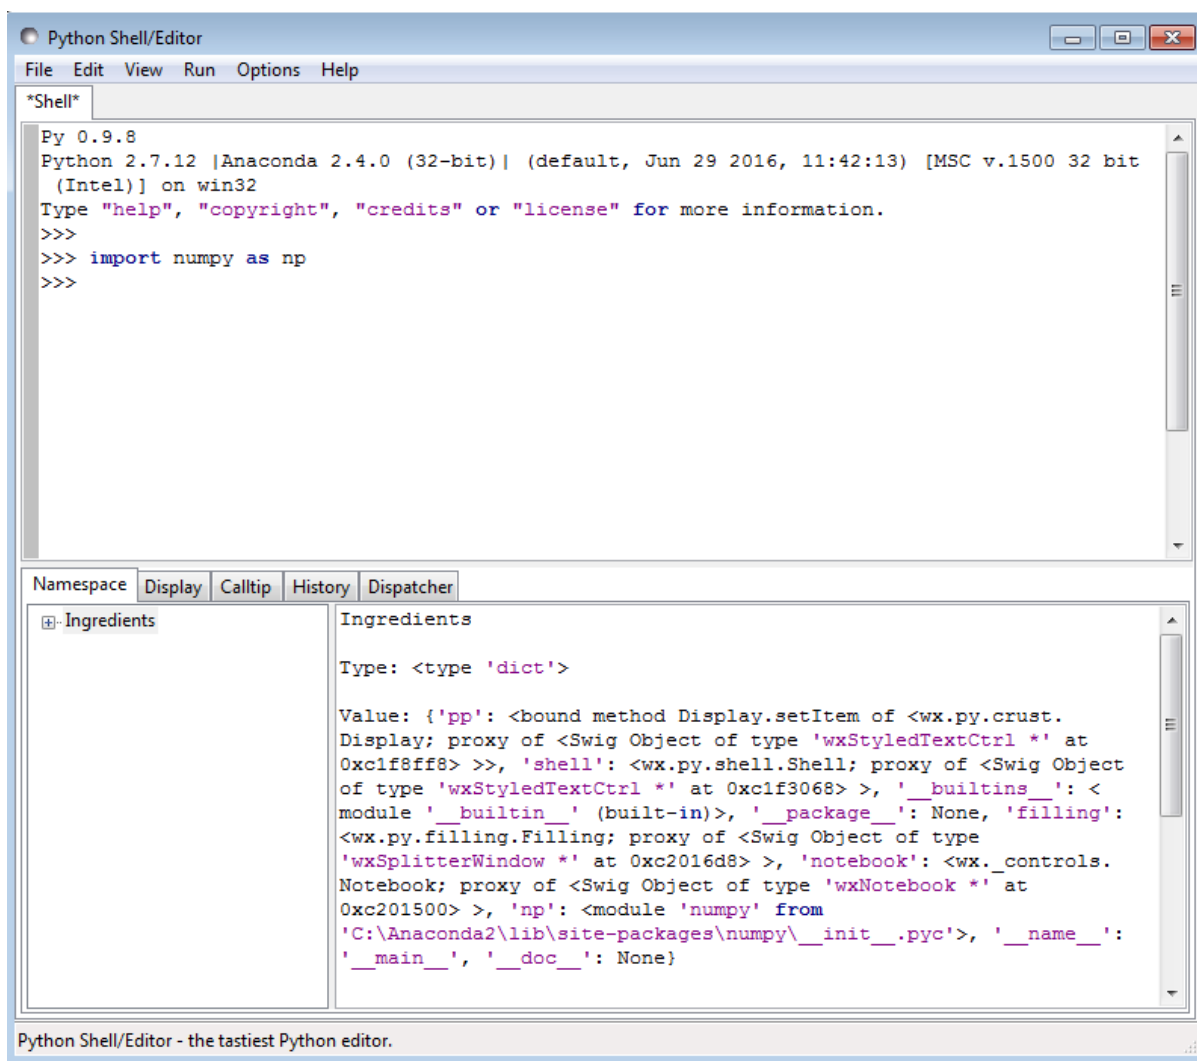 Python Shell/Editor
File Edit View Run Options Help
*Shell*
Py 0.9.8
Python 2.7.12 |Anaconda 2.4.0 (32-bit)| (default, Jun 29 2016, 11:42:13) [MSC v.1500 32 bit
(Intel)] on win32
Type "help", "copyright", "credits" or "license" for more information.
>>>
>>> import numpy as np
>>>
Namespace Display Calltip History Dispatcher
Ingredients
Ingredients
Type: <type 'dict'>
Value: {'pp': <bound method Display.setItem of <wx.py.crust.
Display; proxy of <Swig Object of type 'wxStyledTextCtrl *' at
0xc1f8ff8> >>, 'shell': <wx.py.shell.Shell; proxy of <Swig Object
of type 'wxStyledTextCtrl *' at 0xc1f3068> >, '__builtins__': <
module '__builtin__' (built-in)>, '__package__': None, 'filling':
<wx.py.filling.Filling; proxy of <Swig Object of type
'wxSplitterWindow *' at 0xc2016d8> >, 'notebook': <wx._controls.
Notebook; proxy of <Swig Object of type 'wxNotebook *' at
0xc201500> >, 'np': <module 'numpy' from
'C:\Anaconda2\lib\site-packages\numpy\__init__.pyc'>, '__name__':
'__main__', '__doc__': None}
Python Shell/Editor - the tastiest Python editor.